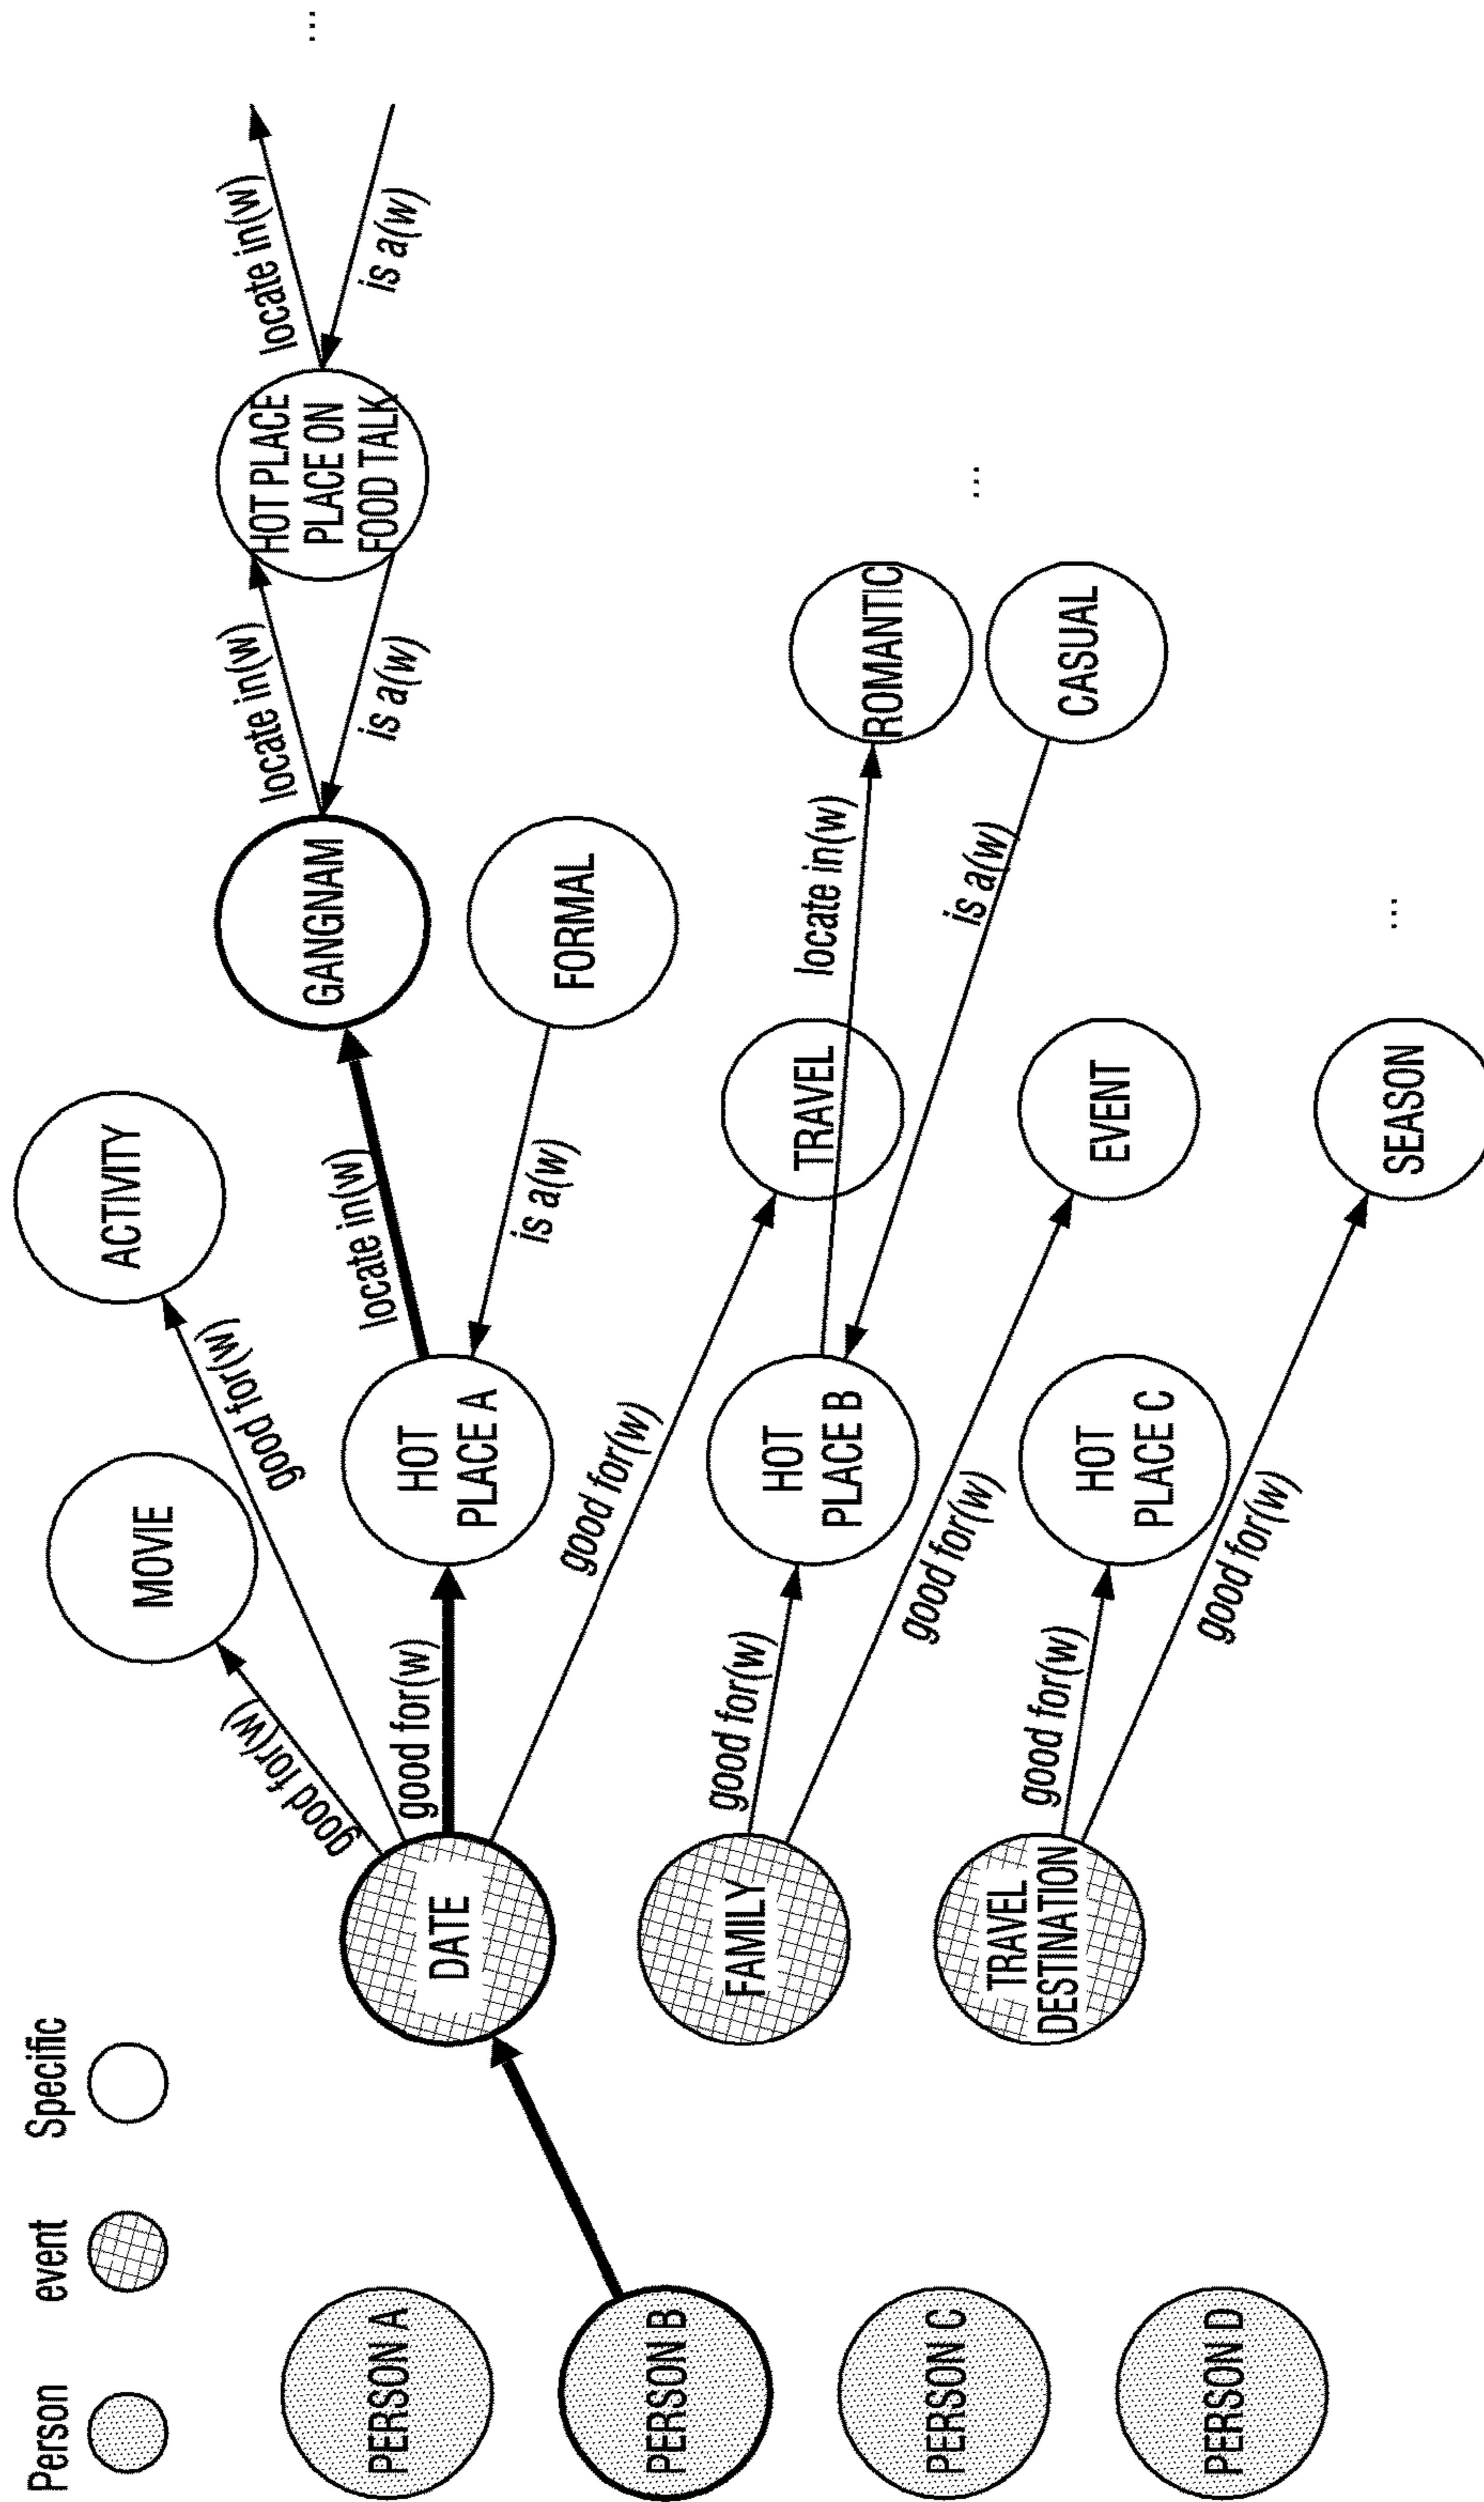 Person
event
Specific
PERSON A
PERSON B
PERSON C
PERSON D
DATE
FAMILY
TRAVEL
DESTINATION
good for(w)
good for(w)
good for(w)
good for(w)
good for(w)
good for(w)
good for(w)
good for(w)
MOVIE
ACTIVITY
HOT
PLACE A
HOT
PLACE B
HOT
PLACE C
locate in(w)
is a(w)
GANGNAM
FORMAL
TRAVEL
EVENT
SEASON
...
locate in(w)
is a(w)
locate in(w)
is a(w)
ROMANTIC
CASUAL
...
HOT PLACE
PLACE ON
FOOD TALK
locate in(w)
is a(w)
...